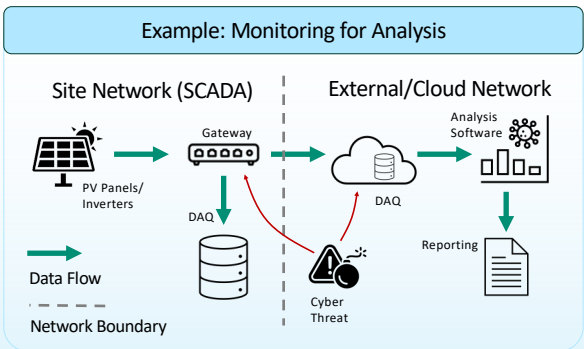 Example: Monitoring for Analysis
Site Network (SCADA)
External/Cloud Network
Gateway
Analysis
Software
PV Panels/
Inverters
DAQ
DAQ
Reporting
Data Flow
Cyber
Threat
Network Boundary